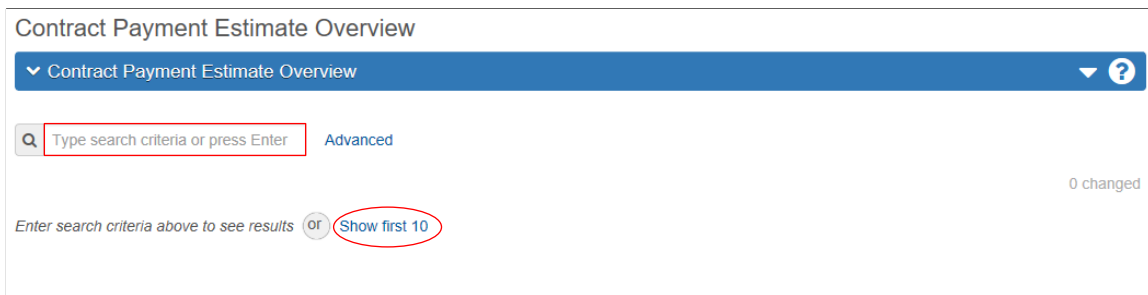 Contract Payment Estimate Overview
Contract Payment Estimate Overview ?
Type search criteria or press Enter Advanced
0 changed
Enter search criteria above to see results or Show first 10